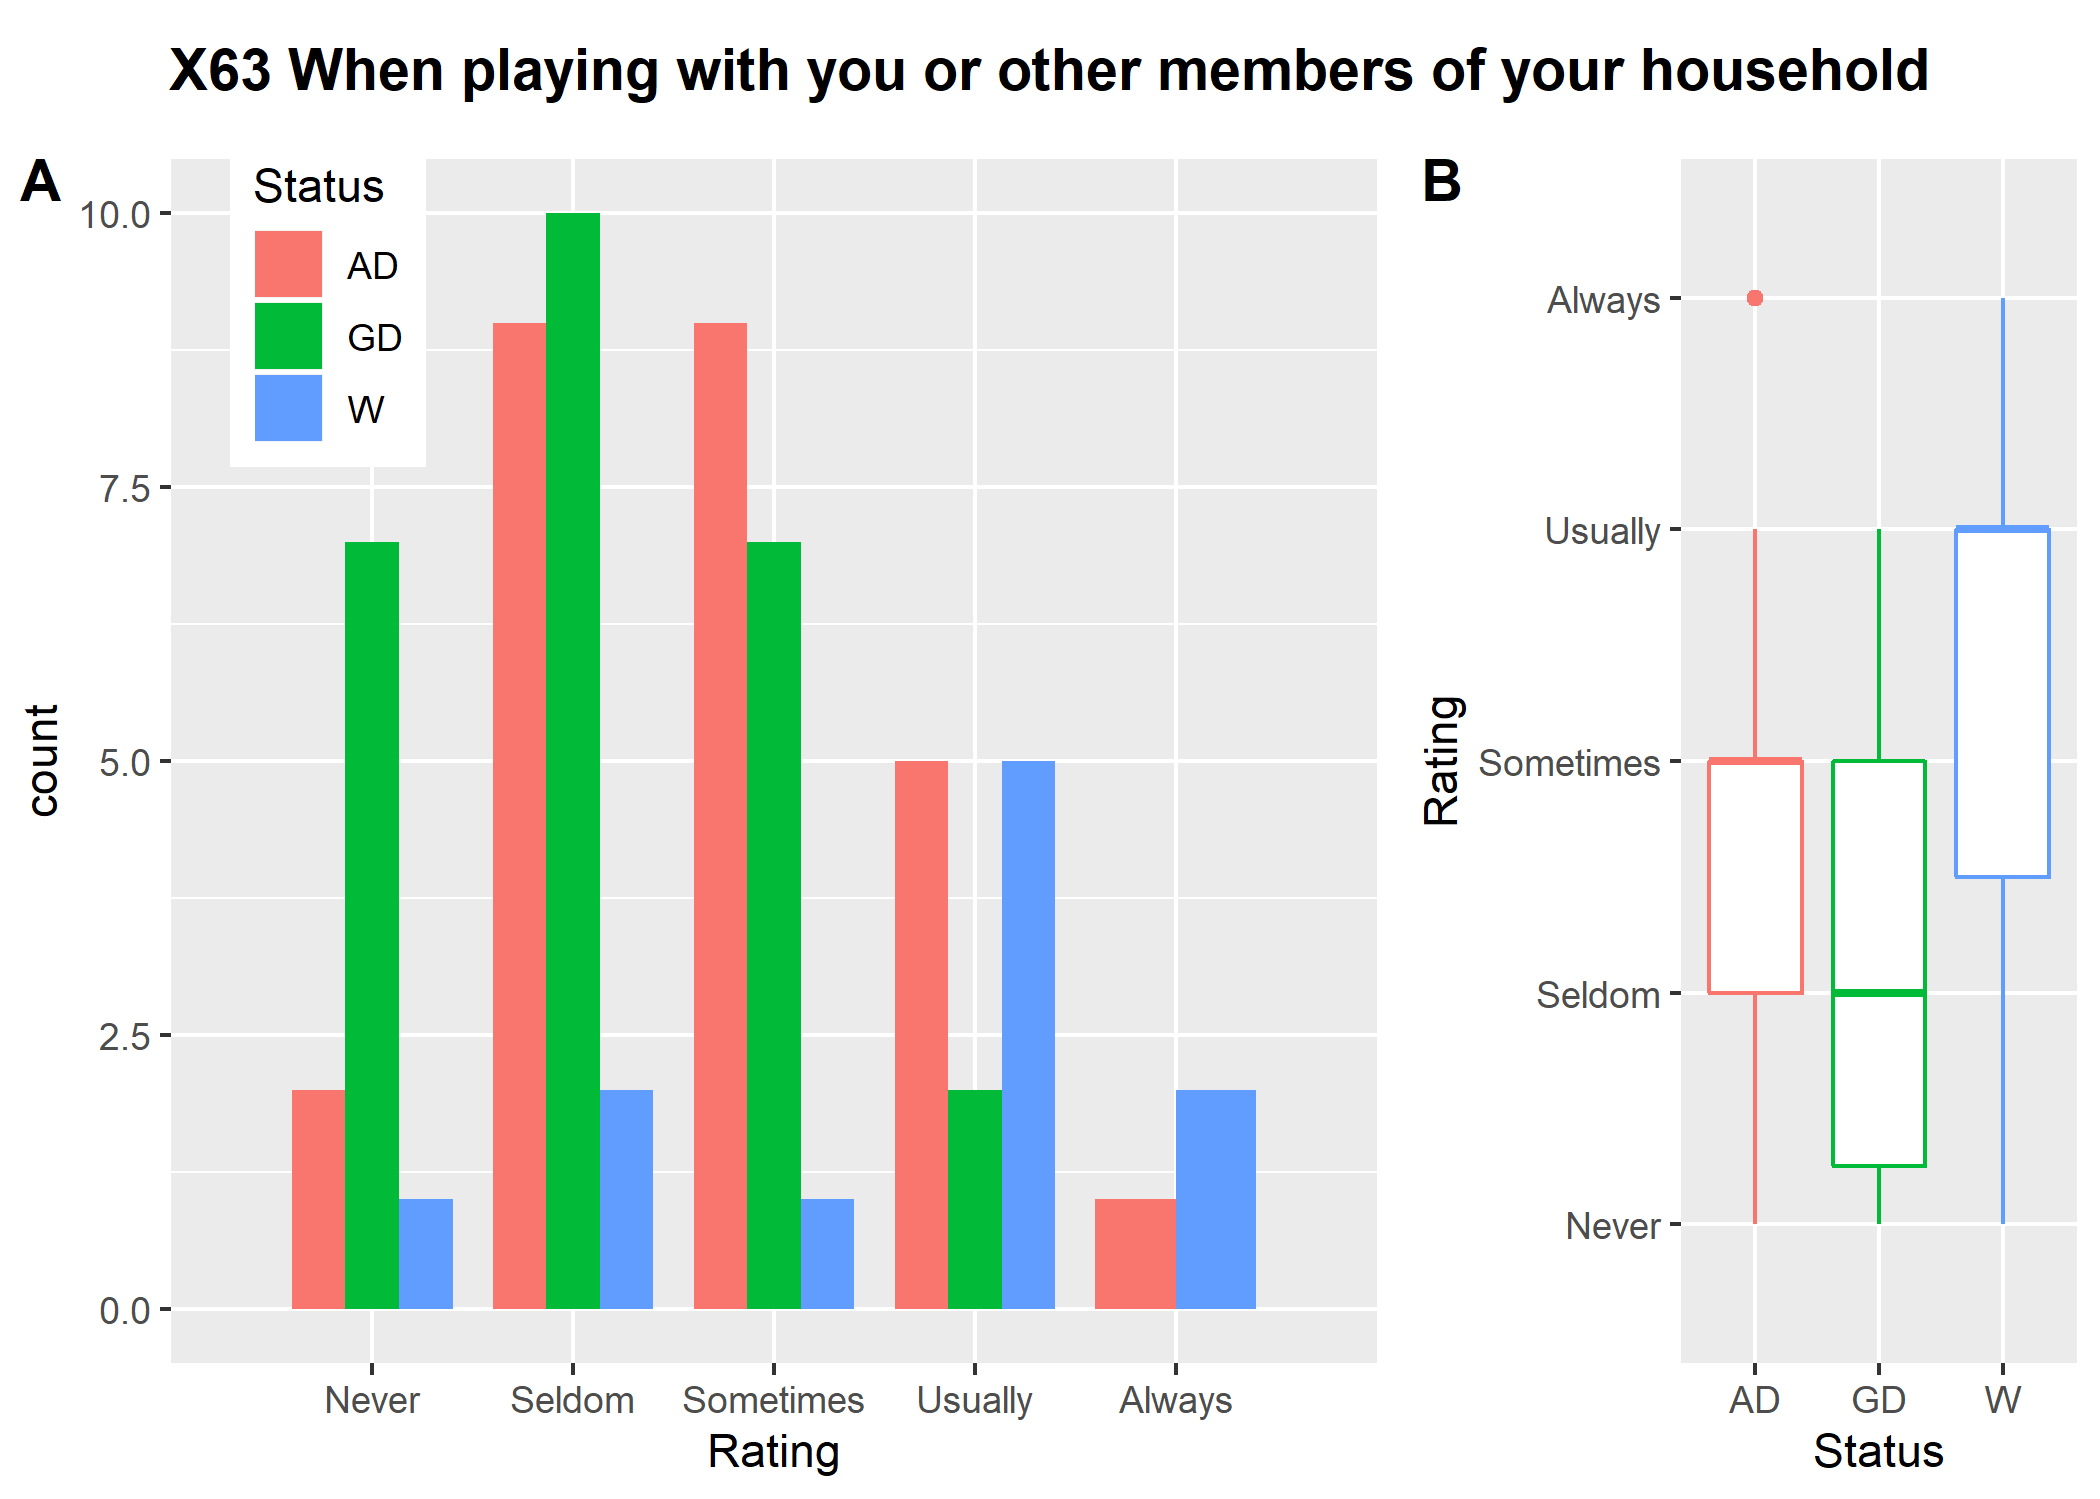 X63 When playing with you or other members of your household
A
Status
AD
GD
W
10.0
7.5
5.0
2.5
0.0
count
Never Seldom Sometimes Usually Always
Rating
B
Always
Usually
Sometimes
Seldom
Never
Rating
AD GD W
Status